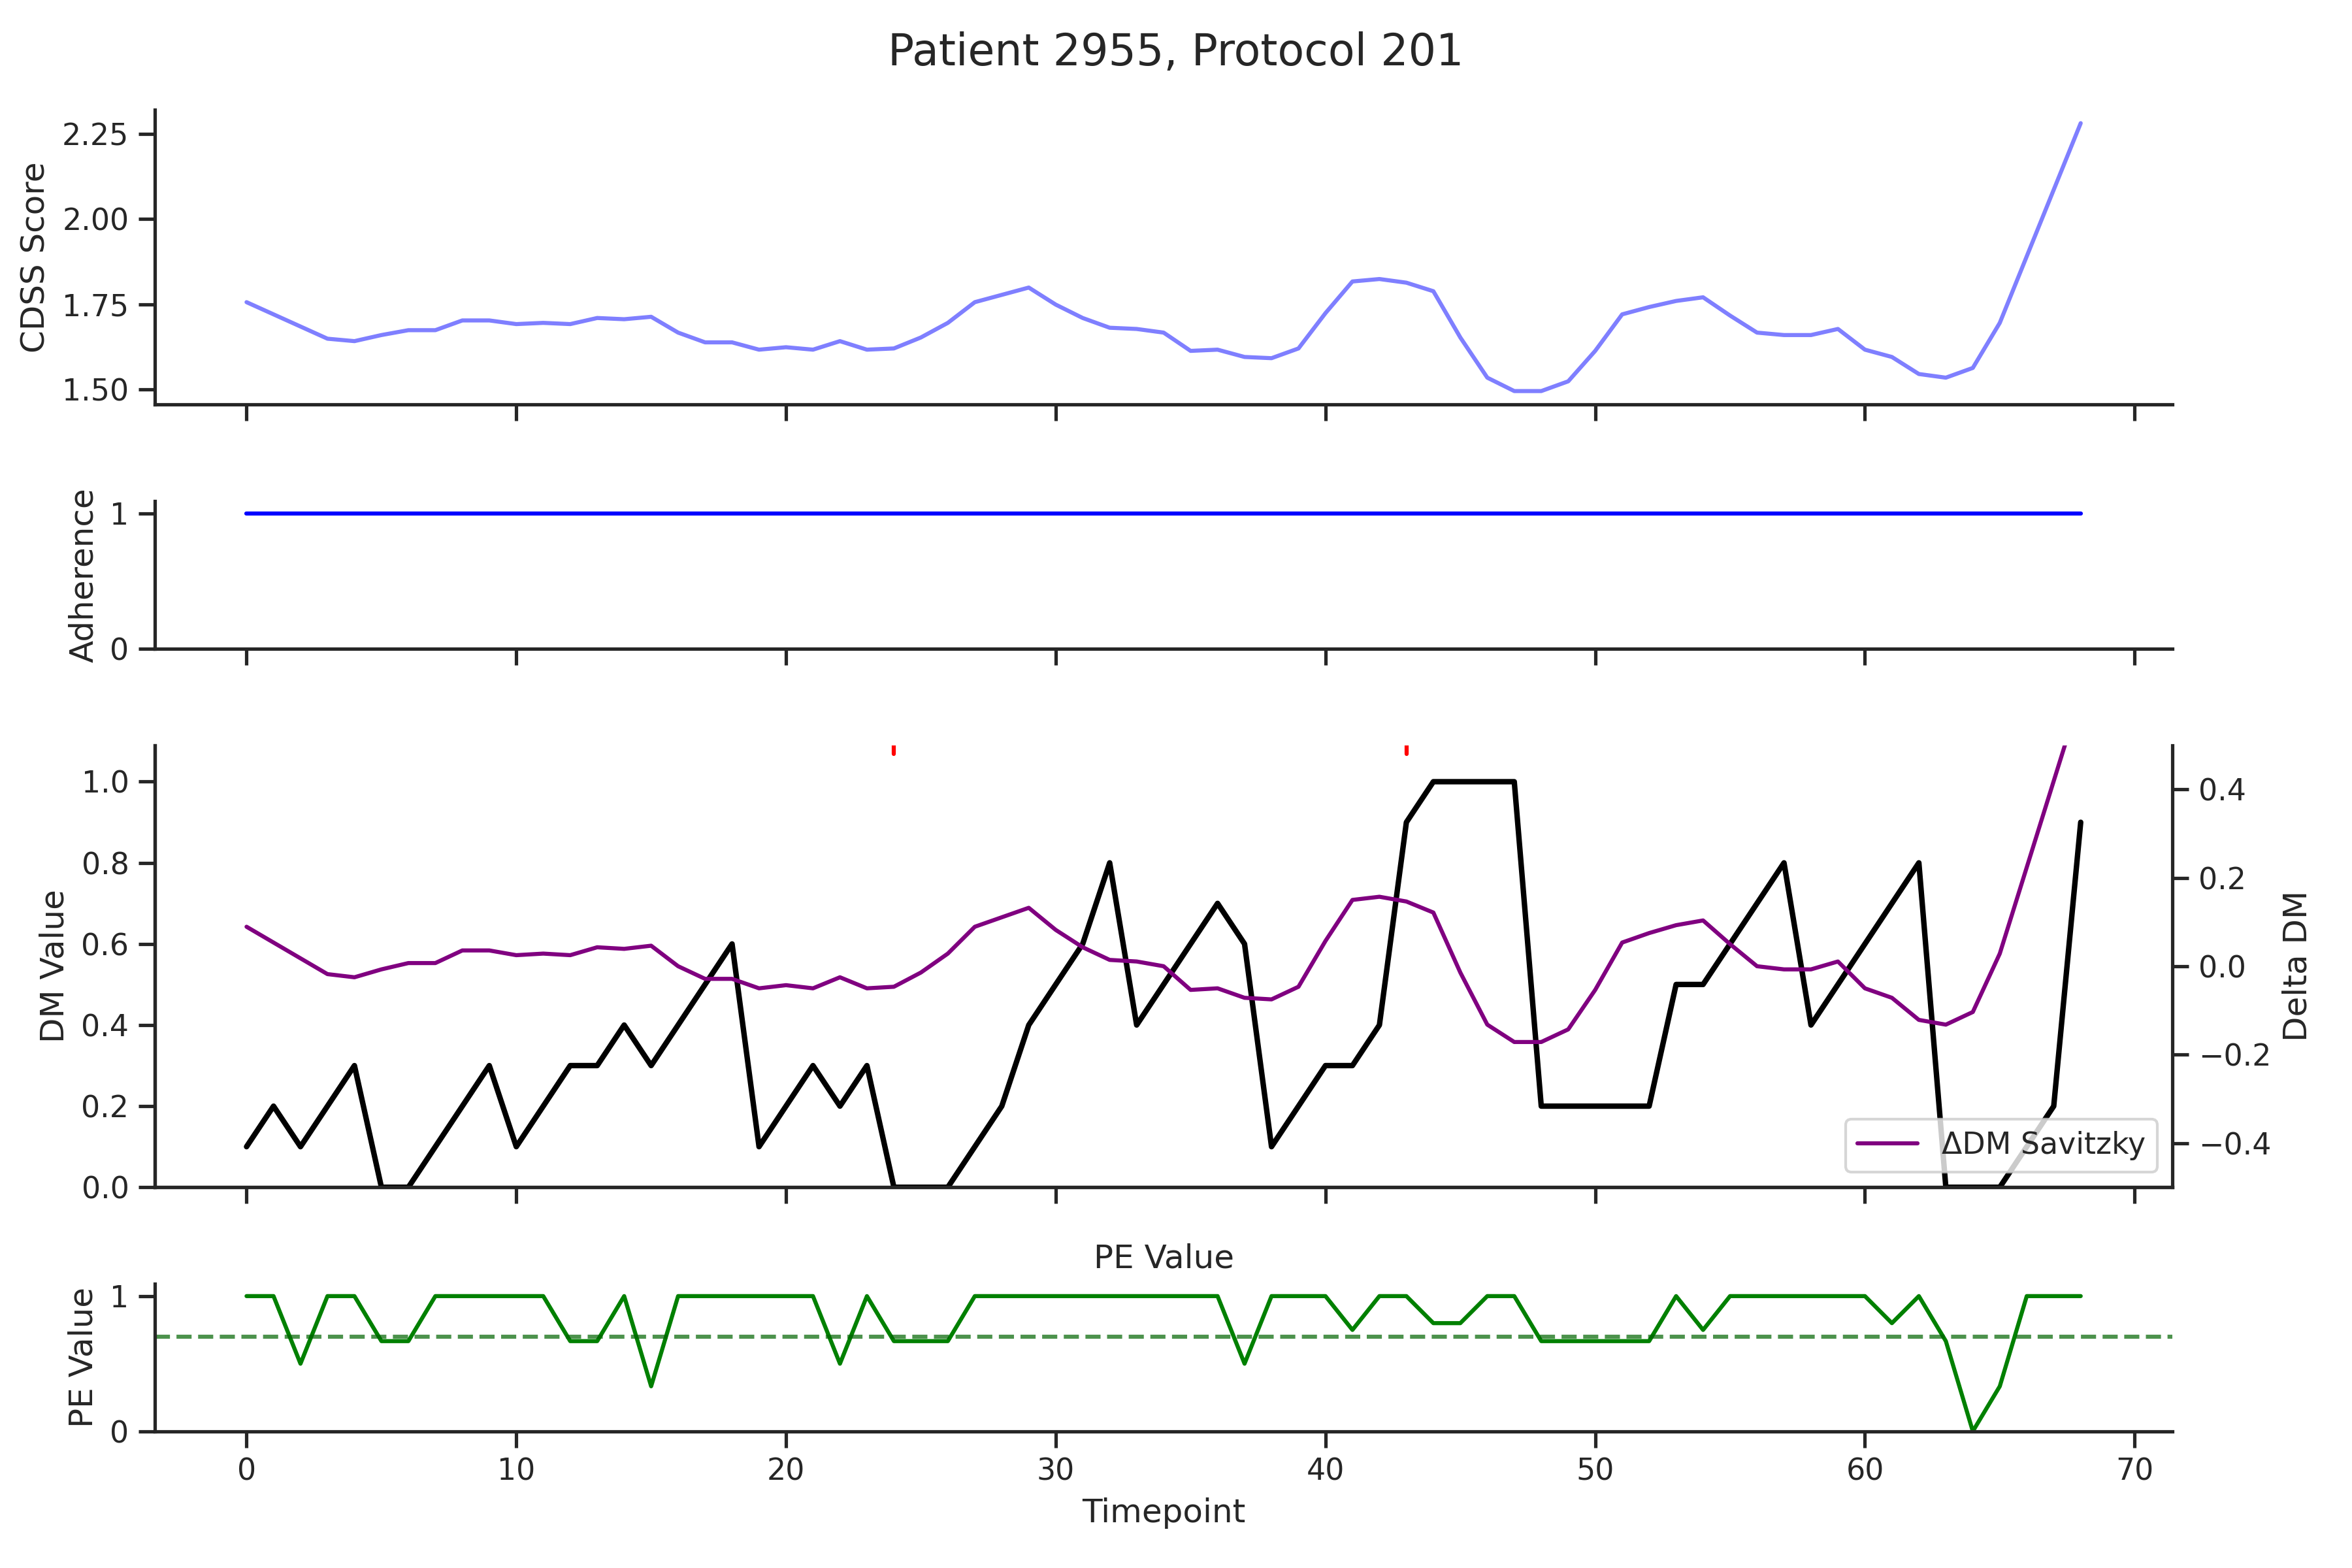 Patient 2955, Protocol 201
CDSS Score
2.25
2.00
1.75
1.50
Adherence
1
0
DM Value
1.0
0.8
0.6
0.4
0.2
0.0
0.4
0.2
0.0
−0.2
−0.4
Delta DM
ΔDM Savitzky
PE Value
PE Value
1
0
0 10 20 30 40 50 60 70
Timepoint